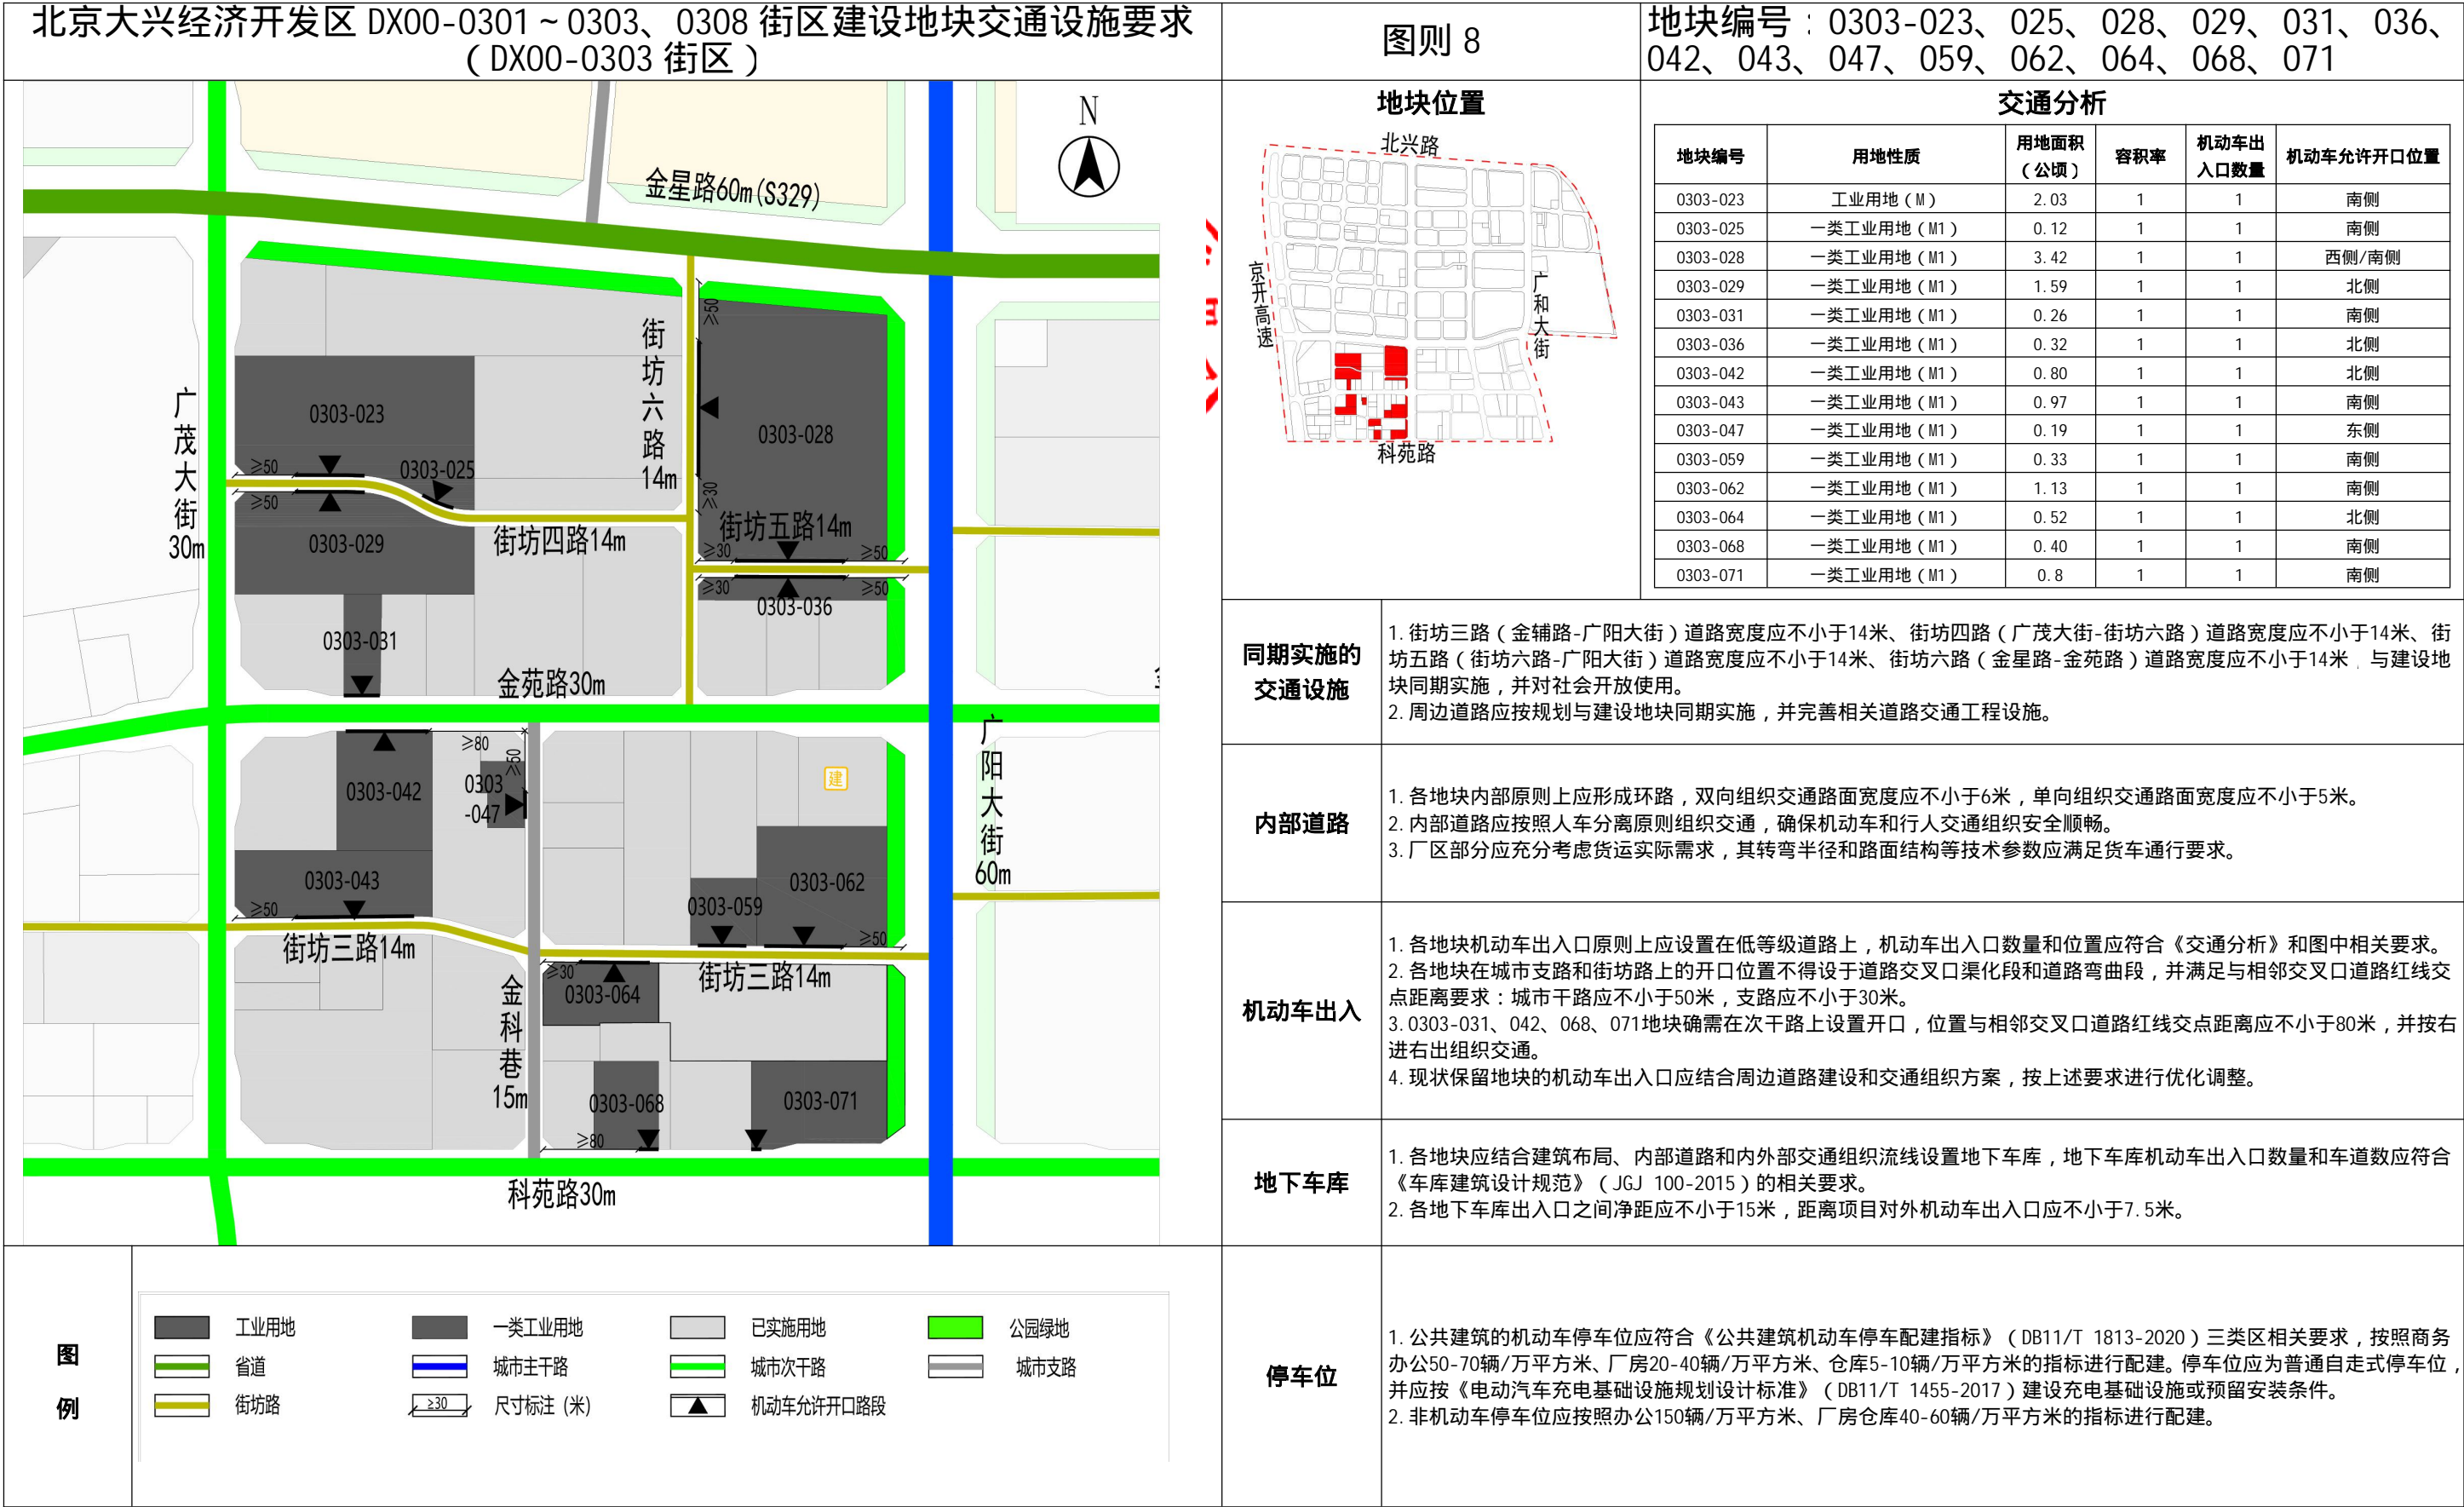 北京大兴经济开发区 DX00-0301～0303、0308 街区建设地块交通设施要求
（DX00-0303 街区）
图则 8
地块编号：0303-023、025、028、029、031、036、
042、043、047、059、062、064、068、071
N
金星路60m(S329)
街坊六路14m
广茂大街30m
0303-023
0303-025
0303-028
0303-029
0303-031
0303-036
≥50
≥50
≥50
≥30
≥30
≥50
≥30
≥50
街坊四路14m
街坊五路14m
金苑路30m
广阳大街60m
≥80
≥50
0303-042
0303
-047
建
0303-043
0303-059
0303-062
≥50
≥50
街坊三路14m
街坊三路14m
≥30
0303-064
金科巷15m
0303-068
0303-071
≥80
科苑路30m
地块位置
北兴路
京开高速
广和大街
科苑路
交通分析
地块编号 用地性质 用地面积（公顷） 容积率 机动车出入口数量 机动车允许开口位置
0303-023 工业用地（M） 2.03 1 1 南侧
0303-025 一类工业用地（M1） 0.12 1 1 南侧
0303-028 一类工业用地（M1） 3.42 1 1 西侧/南侧
0303-029 一类工业用地（M1） 1.59 1 1 北侧
0303-031 一类工业用地（M1） 0.26 1 1 南侧
0303-036 一类工业用地（M1） 0.32 1 1 北侧
0303-042 一类工业用地（M1） 0.80 1 1 北侧
0303-043 一类工业用地（M1） 0.97 1 1 南侧
0303-047 一类工业用地（M1） 0.19 1 1 东侧
0303-059 一类工业用地（M1） 0.33 1 1 南侧
0303-062 一类工业用地（M1） 1.13 1 1 南侧
0303-064 一类工业用地（M1） 0.52 1 1 北侧
0303-068 一类工业用地（M1） 0.40 1 1 南侧
0303-071 一类工业用地（M1） 0.8 1 1 南侧
同期实施的
交通设施
1.街坊三路（金辅路-广阳大街）道路宽度应不小于14米、街坊四路（广茂大街-街坊六路）道路宽度应不小于14米、街
坊五路（街坊六路-广阳大街）道路宽度应不小于14米、街坊六路（金星路-金苑路）道路宽度应不小于14米，与建设地
块同期实施，并对社会开放使用。
2.周边道路应按规划与建设地块同期实施，并完善相关道路交通工程设施。
内部道路
1.各地块内部原则上应形成环路，双向组织交通路面宽度应不小于6米，单向组织交通路面宽度应不小于5米。
2.内部道路应按照人车分离原则组织交通，确保机动车和行人交通组织安全顺畅。
3.厂区部分应充分考虑货运实际需求，其转弯半径和路面结构等技术参数应满足货车通行要求。
机动车出入
1.各地块机动车出入口原则上应设置在低等级道路上，机动车出入口数量和位置应符合《交通分析》和图中相关要求。
2.各地块在城市支路和街坊路上的开口位置不得设于道路交叉口渠化段和道路弯曲段，并满足与相邻交叉口道路红线交
点距离要求：城市干路应不小于50米，支路应不小于30米。
3.0303-031、042、068、071地块确需在次干路上设置开口，位置与相邻交叉口道路红线交点距离应不小于80米，并按右
进右出组织交通。
4.现状保留地块的机动车出入口应结合周边道路建设和交通组织方案，按上述要求进行优化调整。
地下车库
1.各地块应结合建筑布局、内部道路和内外部交通组织流线设置地下车库，地下车库机动车出入口数量和车道数应符合
《车库建筑设计规范》（JGJ 100-2015）的相关要求。
2.各地下车库出入口之间净距应不小于15米，距离项目对外机动车出入口应不小于7.5米。
停车位
1.公共建筑的机动车停车位应符合《公共建筑机动车停车配建指标》（DB11/T 1813-2020）三类区相关要求，按照商务
办公50-70辆/万平方米、厂房20-40辆/万平方米、仓库5-10辆/万平方米的指标进行配建。停车位应为普通自走式停车位，
并应按《电动汽车充电基础设施规划设计标准》（DB11/T 1455-2017）建设充电基础设施或预留安装条件。
2.非机动车停车位应按照办公150辆/万平方米、厂房仓库40-60辆/万平方米的指标进行配建。
图例
工业用地 一类工业用地 已实施用地 公园绿地
省道 城市主干路 城市次干路 城市支路
街坊路 ≥30 尺寸标注（米） 机动车允许开口路段